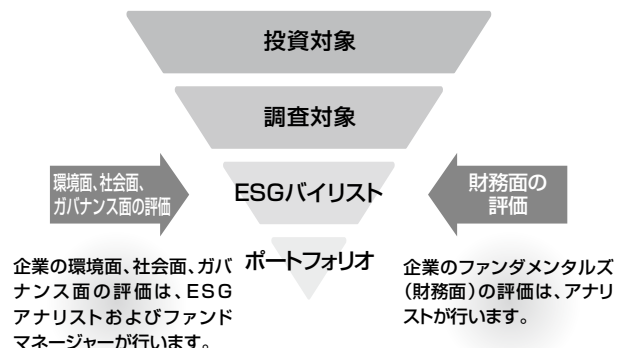 投資対象
調査対象
環境面、社会面、
ガバナンス面の評価
ESGバイリスト
財務面の
評価
ポートフォリオ
企業の環境面、社会面、ガバ
ナンス面の評価は、ESG
アナリストおよびファンド
マネージャーが行います。
企業のファンダメンタルズ
(財務面)の評価は、アナリ
ストが行います。